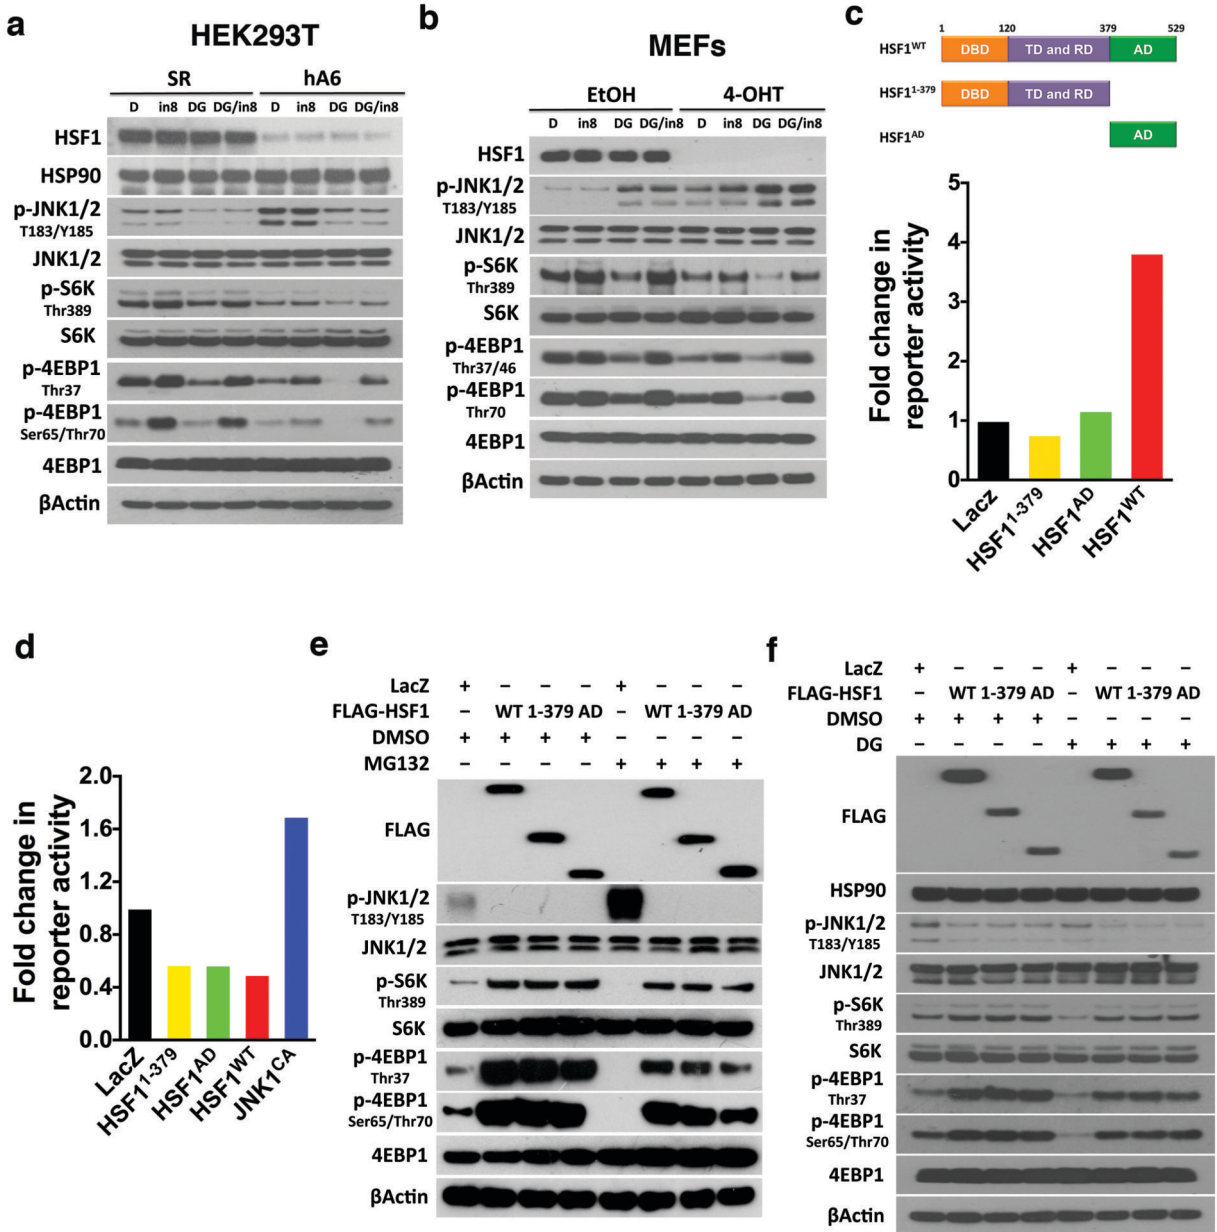 a
HEK293T
SR hA6
D in8 DG DG/in8 D in8 DG DG/in8
HSF1
HSP90
p-JNK1/2
T183/Y185
JNK1/2
p-S6K
Thr389
S6K
p-4EBP1
Thr37
p-4EBP1
Ser65/Thr70
4EBP1
βActin
b
MEFs
EtOH 4-OHT
D in8 DG DG/in8 D in8 DG DG/in8
HSF1
p-JNK1/2
T183/Y185
JNK1/2
p-S6K
Thr389
S6K
p-4EBP1
Thr37/46
p-4EBP1
Thr70
4EBP1
βActin
c
1 120 379 529
HSF1WT DBD TD and RD AD
HSF11-379 DBD TD and RD
HSF1AD AD
Fold change in
reporter activity
5
4
3
2
1
0
Lacz
HSF11-379
HSF1AD
HSF1WT
d
Fold change in
reporter activity
2.0
1.6
1.2
0.8
0.4
0.0
LacZ
HSF11-379
HSF1AD
HSF1WT
JNK1CA
e
LacZ + – – – + – – –
FLAG-HSF1 – WT 1-379 AD – WT 1-379 AD
DMSO + + + + – – – –
MG132 – – – – + + + +
FLAG
p-JNK1/2
T183/Y185
JNK1/2
p-S6K
Thr389
S6K
p-4EBP1
Thr37
p-4EBP1
Ser65/Thr70
4EBP1
βActin
f
LacZ + – – – + – – –
FLAG-HSF1 – WT 1-379 AD – WT 1-379 AD
DMSO + + + + – – – –
DG – – – – + + + +
FLAG
HSP90
p-JNK1/2
T183/Y185
JNK1/2
p-S6K
Thr389
S6K
p-4EBP1
Thr37
p-4EBP1
Ser65/Thr70
4EBP1
βActin